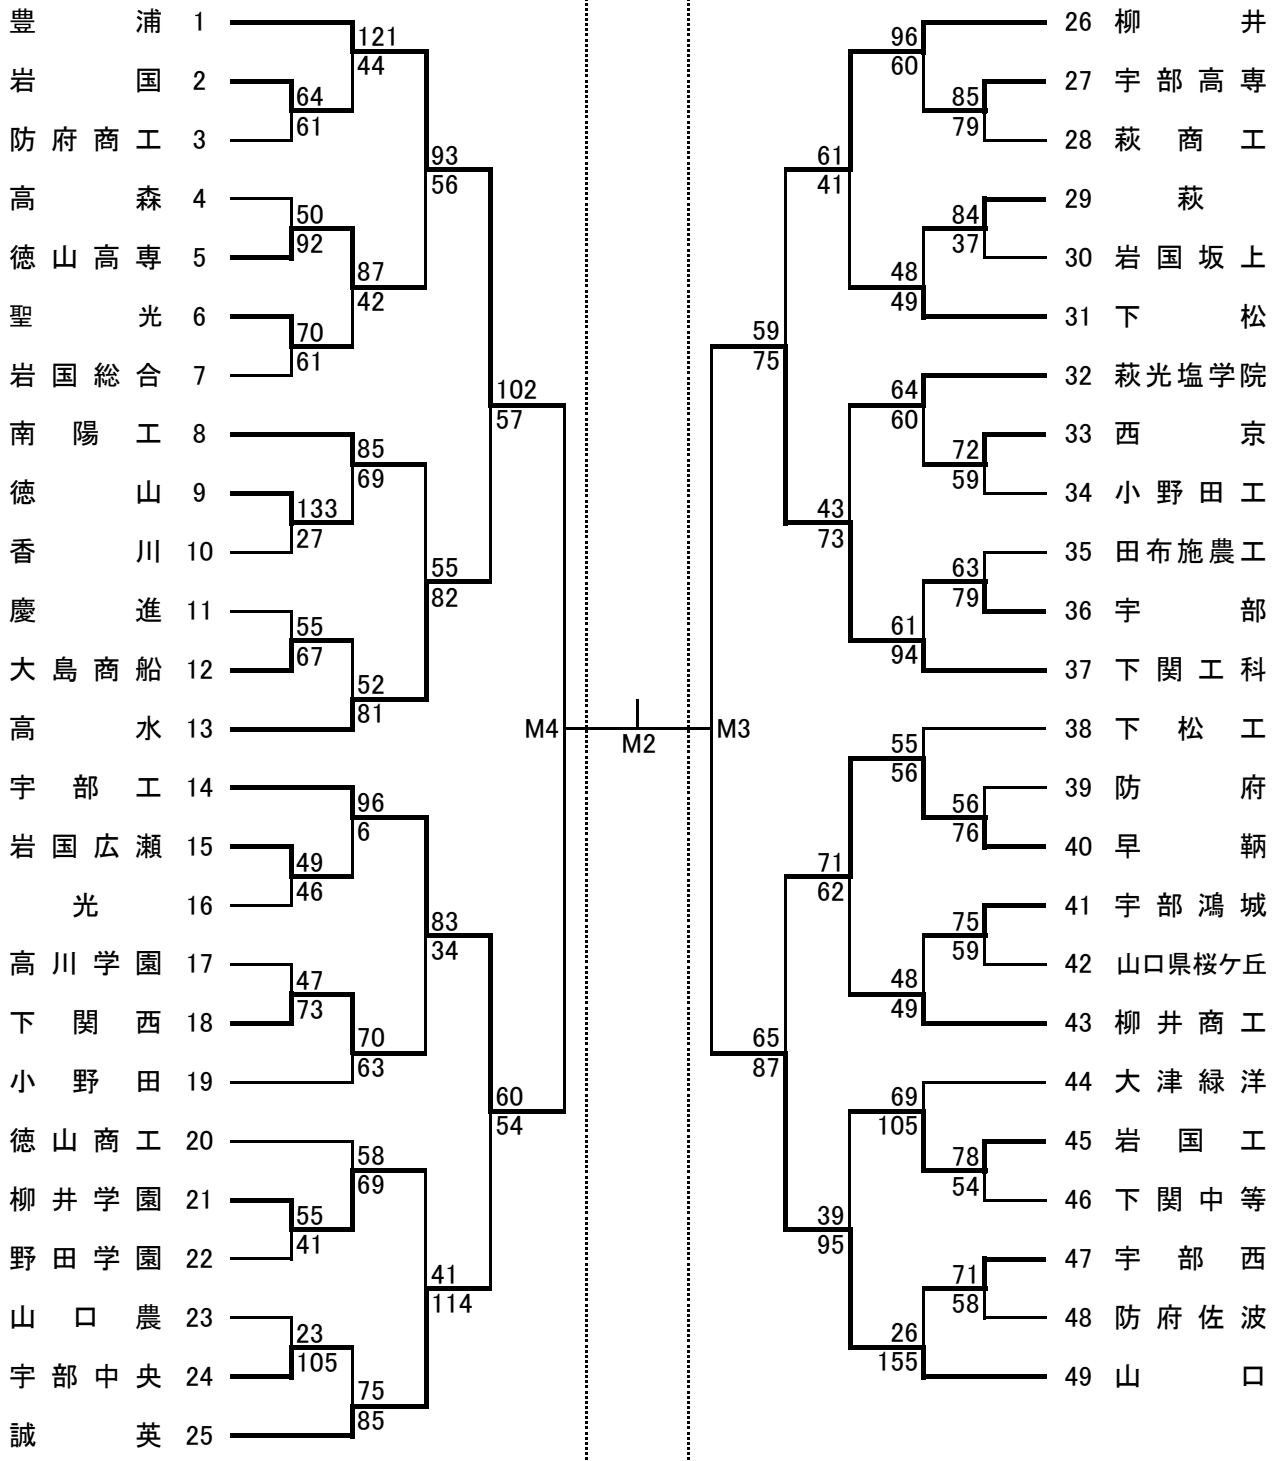 豊浦 1
岩国 2
防府商工 3
高森 4
徳山高専 5
聖光 6
岩国総合 7
南陽工 8
徳山 9
香川 10
慶進 11
大島商船 12
高水 13
宇部工 14
岩国広瀬 15
光 16
高川学園 17
下関西 18
小野田 19
徳山商工 20
柳井学園 21
野田学園 22
山口農 23
宇部中央 24
誠英 25
121
44
64
61
93
56
50
92
87
42
70
61
102
57
85
69
133
27
55
82
55
67
52
81
M4
96
6
49
46
83
34
47
73
70
63
60
54
58
69
55
41
41
114
23
105
75
85
M2
M3
96
60
85
79
61
41
84
37
48
49
59
75
64
60
72
59
43
73
63
79
61
94
55
56
56
76
71
62
75
59
48
49
65
87
69
105
78
54
39
95
71
58
26
155
26 柳井
27 宇部高専
28 萩商工
29 萩
30 岩国坂上
31 下松
32 萩光塩学院
33 西京
34 小野田工
35 田布施農工
36 宇部
37 下関工科
38 下松工
39 防府
40 早鞆
41 宇部鴻城
42 山口県桜ケ丘
43 柳井商工
44 大津緑洋
45 岩国工
46 下関中等
47 宇部西
48 防府佐波
49 山口